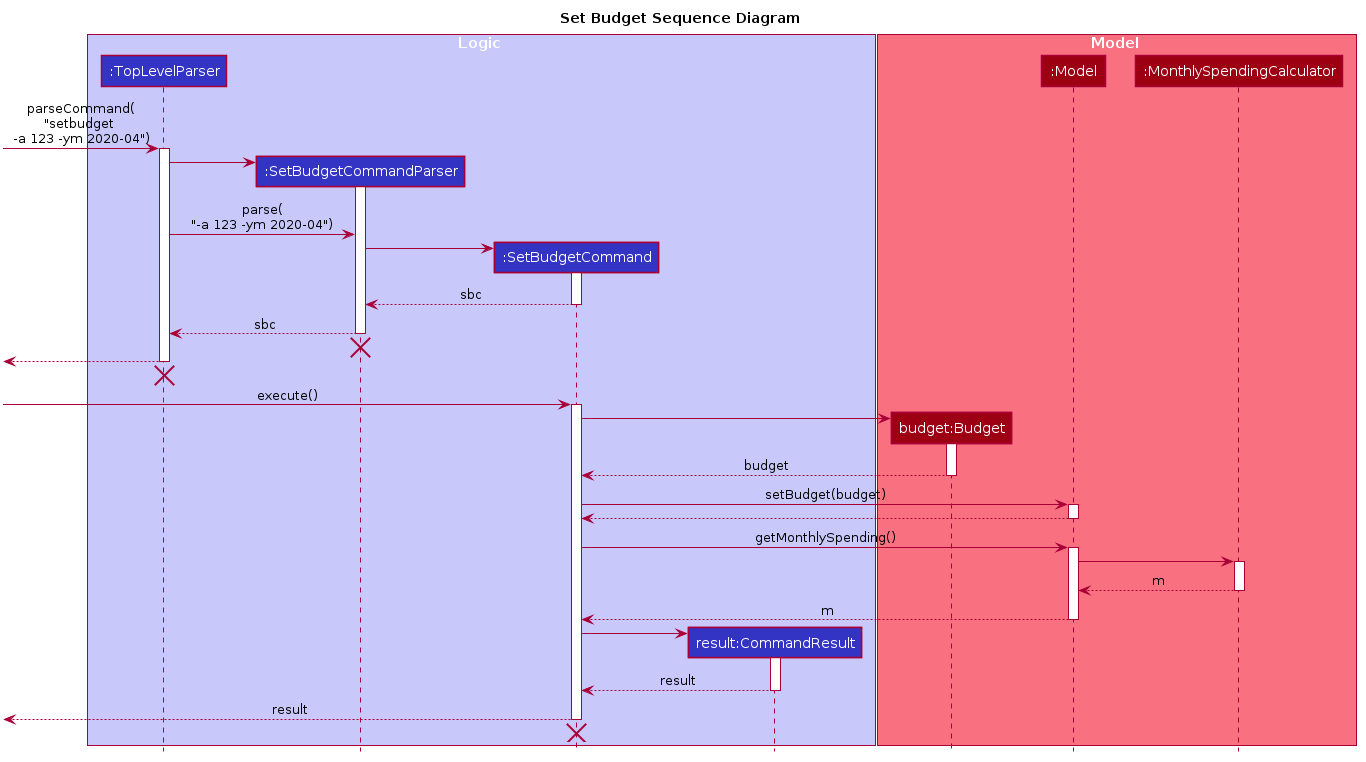 Set Budget Sequence Diagram
Logic
Model
:TopLevelParser
:Model
:MonthlySpendingCalculator
parseCommand(
"setbudget
-a 123 -ym 2020-04")
:SetBudgetCommandParser
parse(
"-a 123 -ym 2020-04")
:SetBudgetCommand
sbc
sbc
execute()
budget:Budget
budget
setBudget(budget)
getMonthlySpending()
m
m
result:CommandResult
result
result